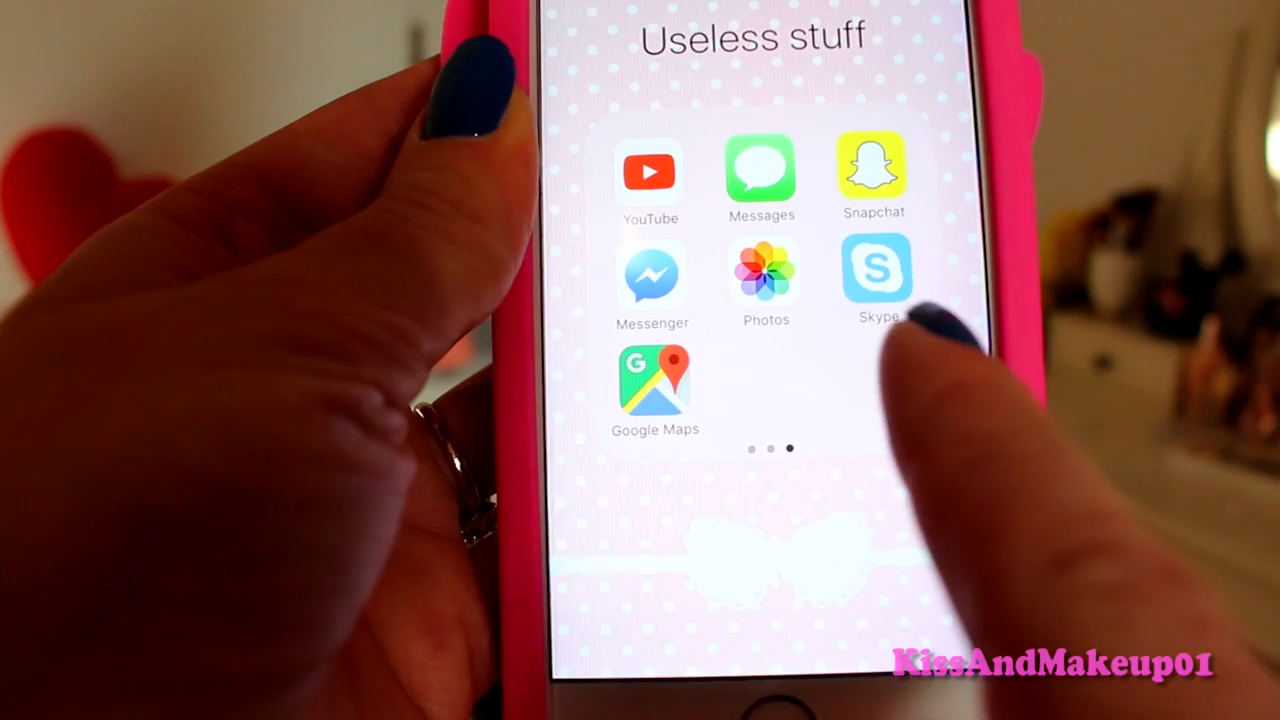 Useless stuff
YouTube Messages Snapchat
Messenger Photos Skype
G
Google Maps
KissAndMakeup01